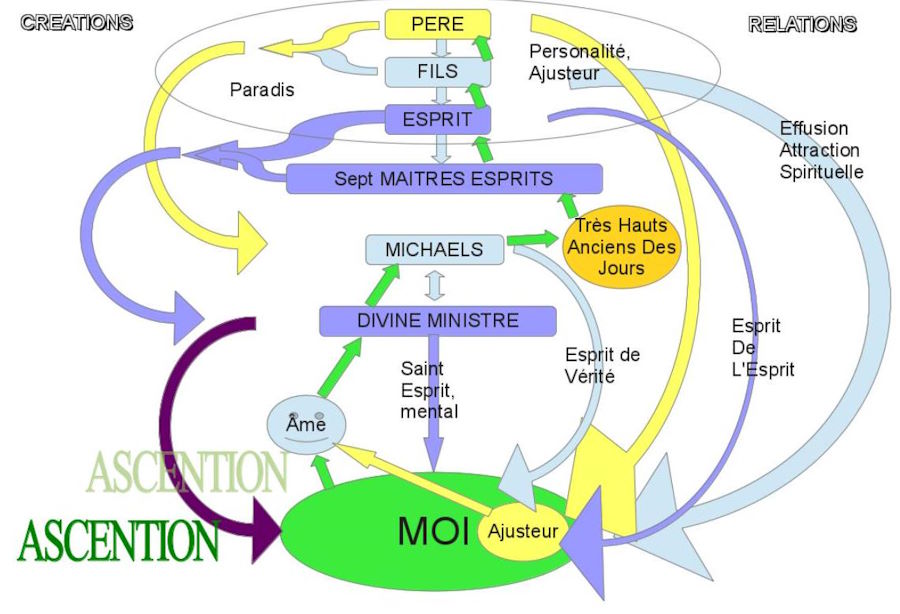 CREATIONS
RELATIONS
PERE
Personalité,
Ajusteur
FILS
Paradis
ESPRIT
Effusion
Attraction
Spirituelle
Sept MAITRES ESPRITS
Très Hauts
Anciens Des
Jours
MICHAELS
DIVINE MINISTRE
Esprit
De
L'Esprit
Esprit de
Vérité
Saint
Esprit,
mental
Âme
ASCENTION
ASCENTION
MOI
Ajusteur